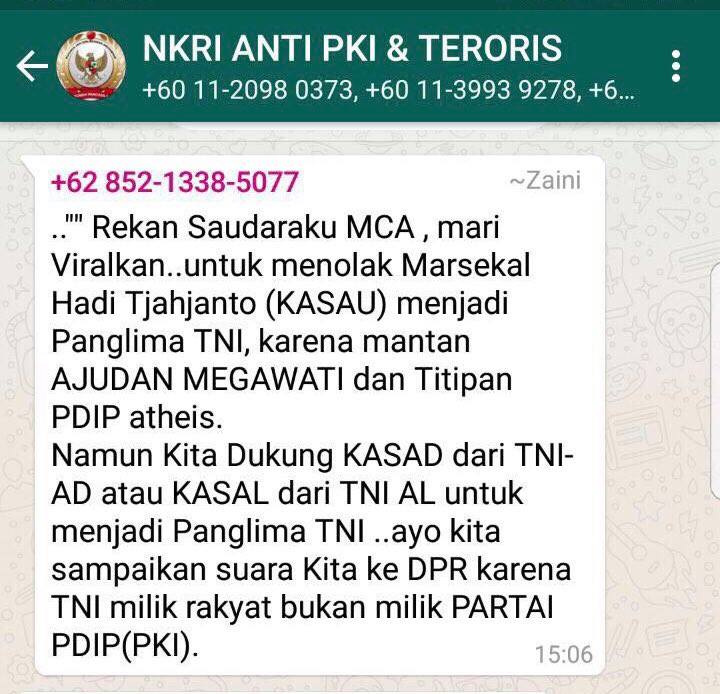 NKRI ANTI PKI & TERORIS
+60 11-2098 0373, +60 11-3993 9278, +6...
+62 852-1338-5077
~Zaini
.."" Rekan Saudaraku MCA , mari
Viralkan..untuk menolak Marsekal
Hadi Tjahjanto (KASAU) menjadi
Panglima TNI, karena mantan
AJUDAN MEGAWATI dan Titipan
PDIP atheis.
Namun Kita Dukung KASAD dari TNI-
AD atau KASAL dari TNI AL untuk
menjadi Panglima TNI ..ayo kita
sampaikan suara Kita ke DPR karena
TNI milik rakyat bukan milik PARTAI
PDIP(PKI).
15:06